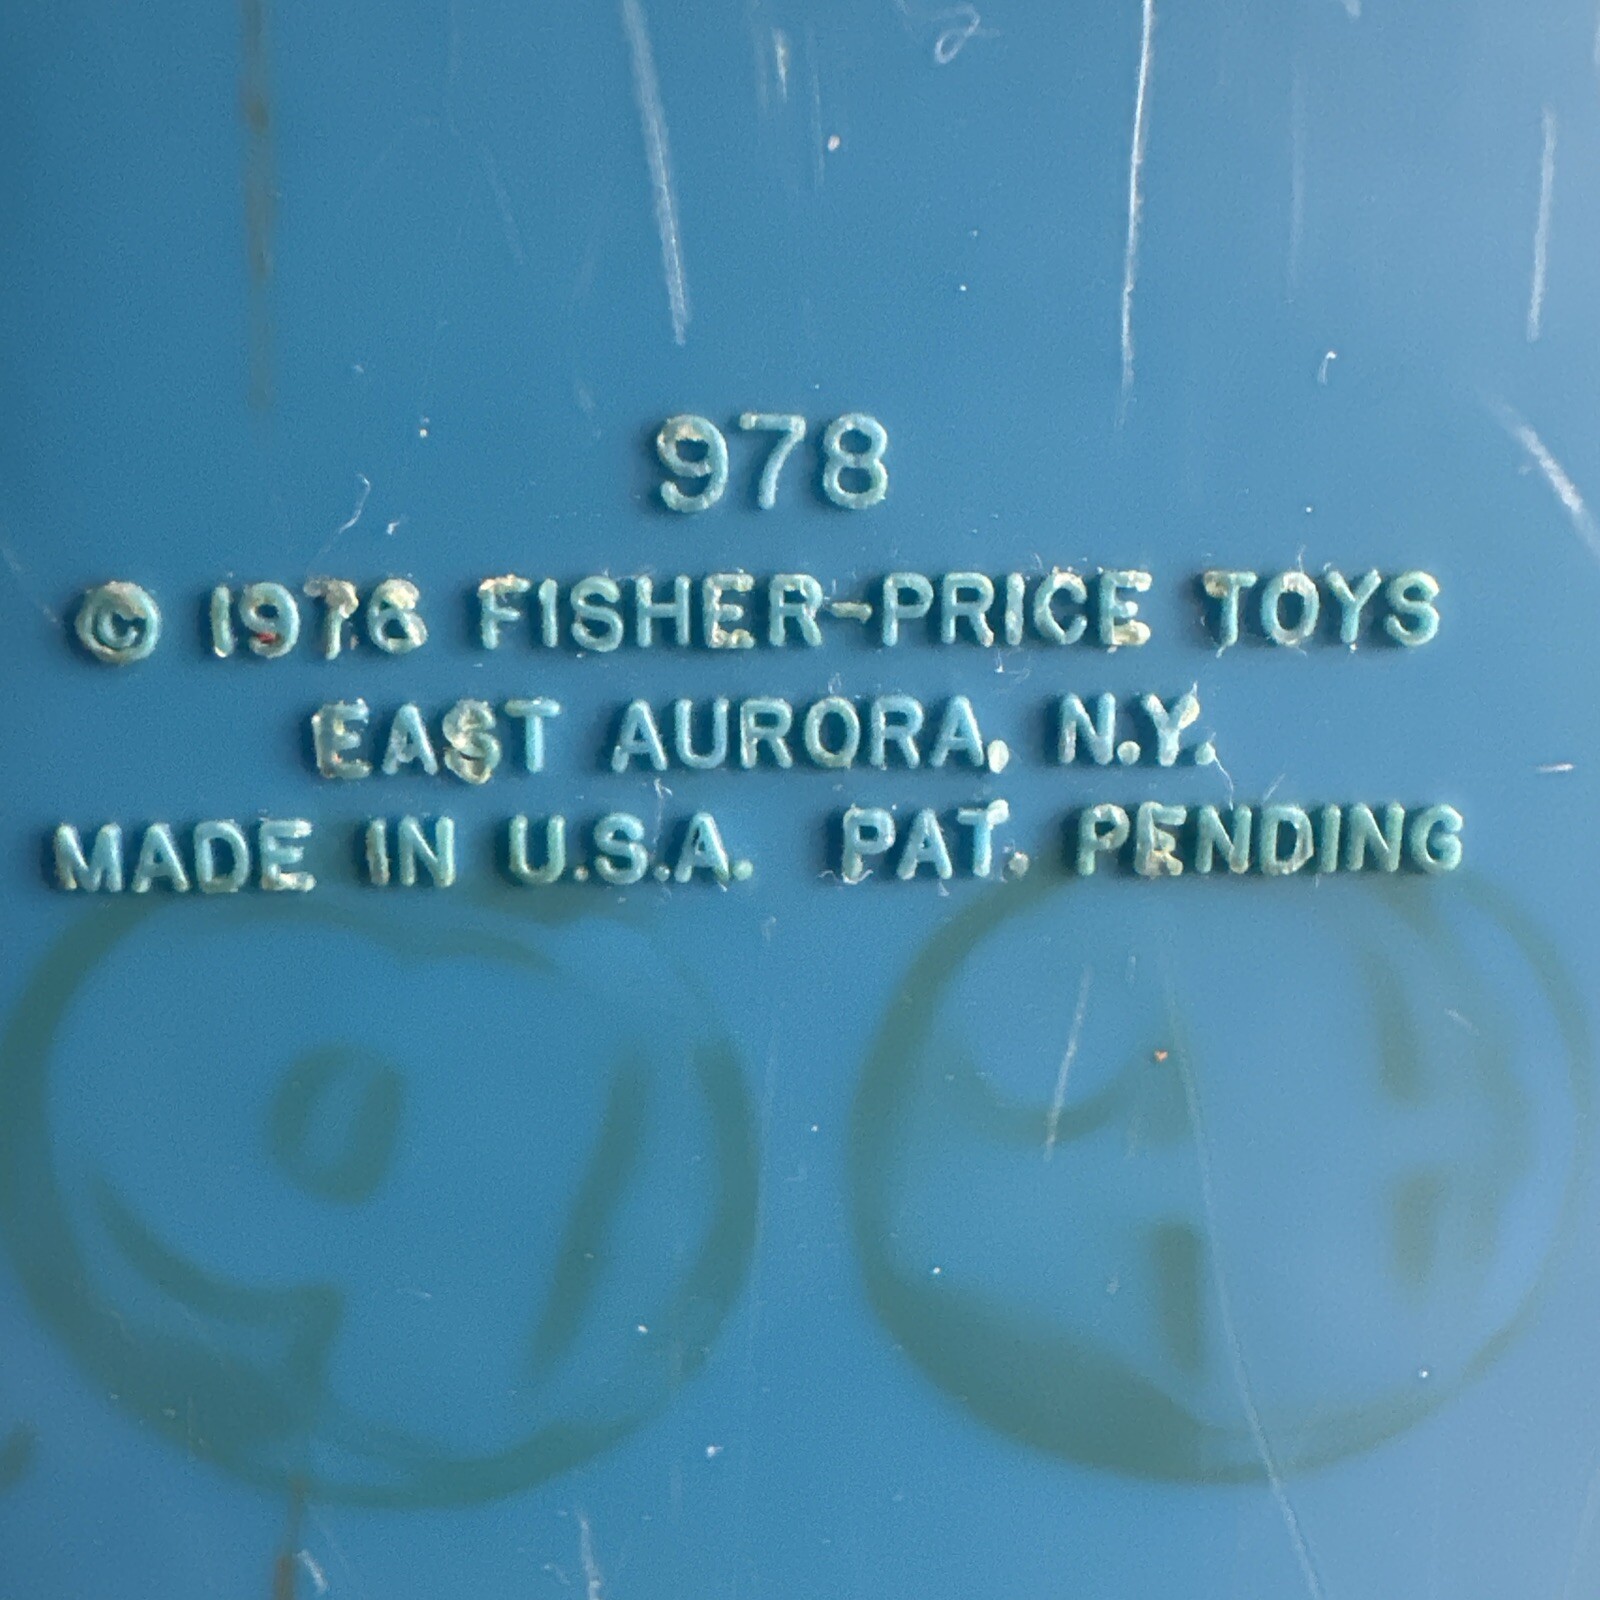 978
© 1976 FISHER-PRICE TOYS
EAST AURORA, N.Y.
MADE IN U.S.A. PAT. PENDING